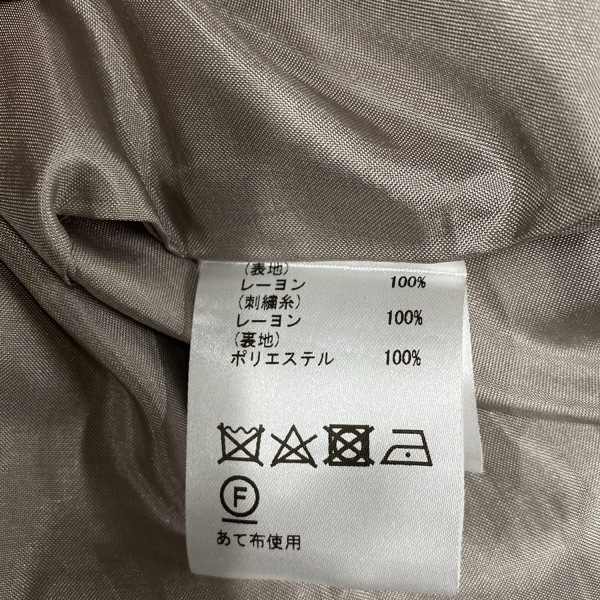 (表地)
レーヨン 100%
(刺繍糸)
レーヨン 100%
(裏地)
ポリエステル 100%
F
あて布使用